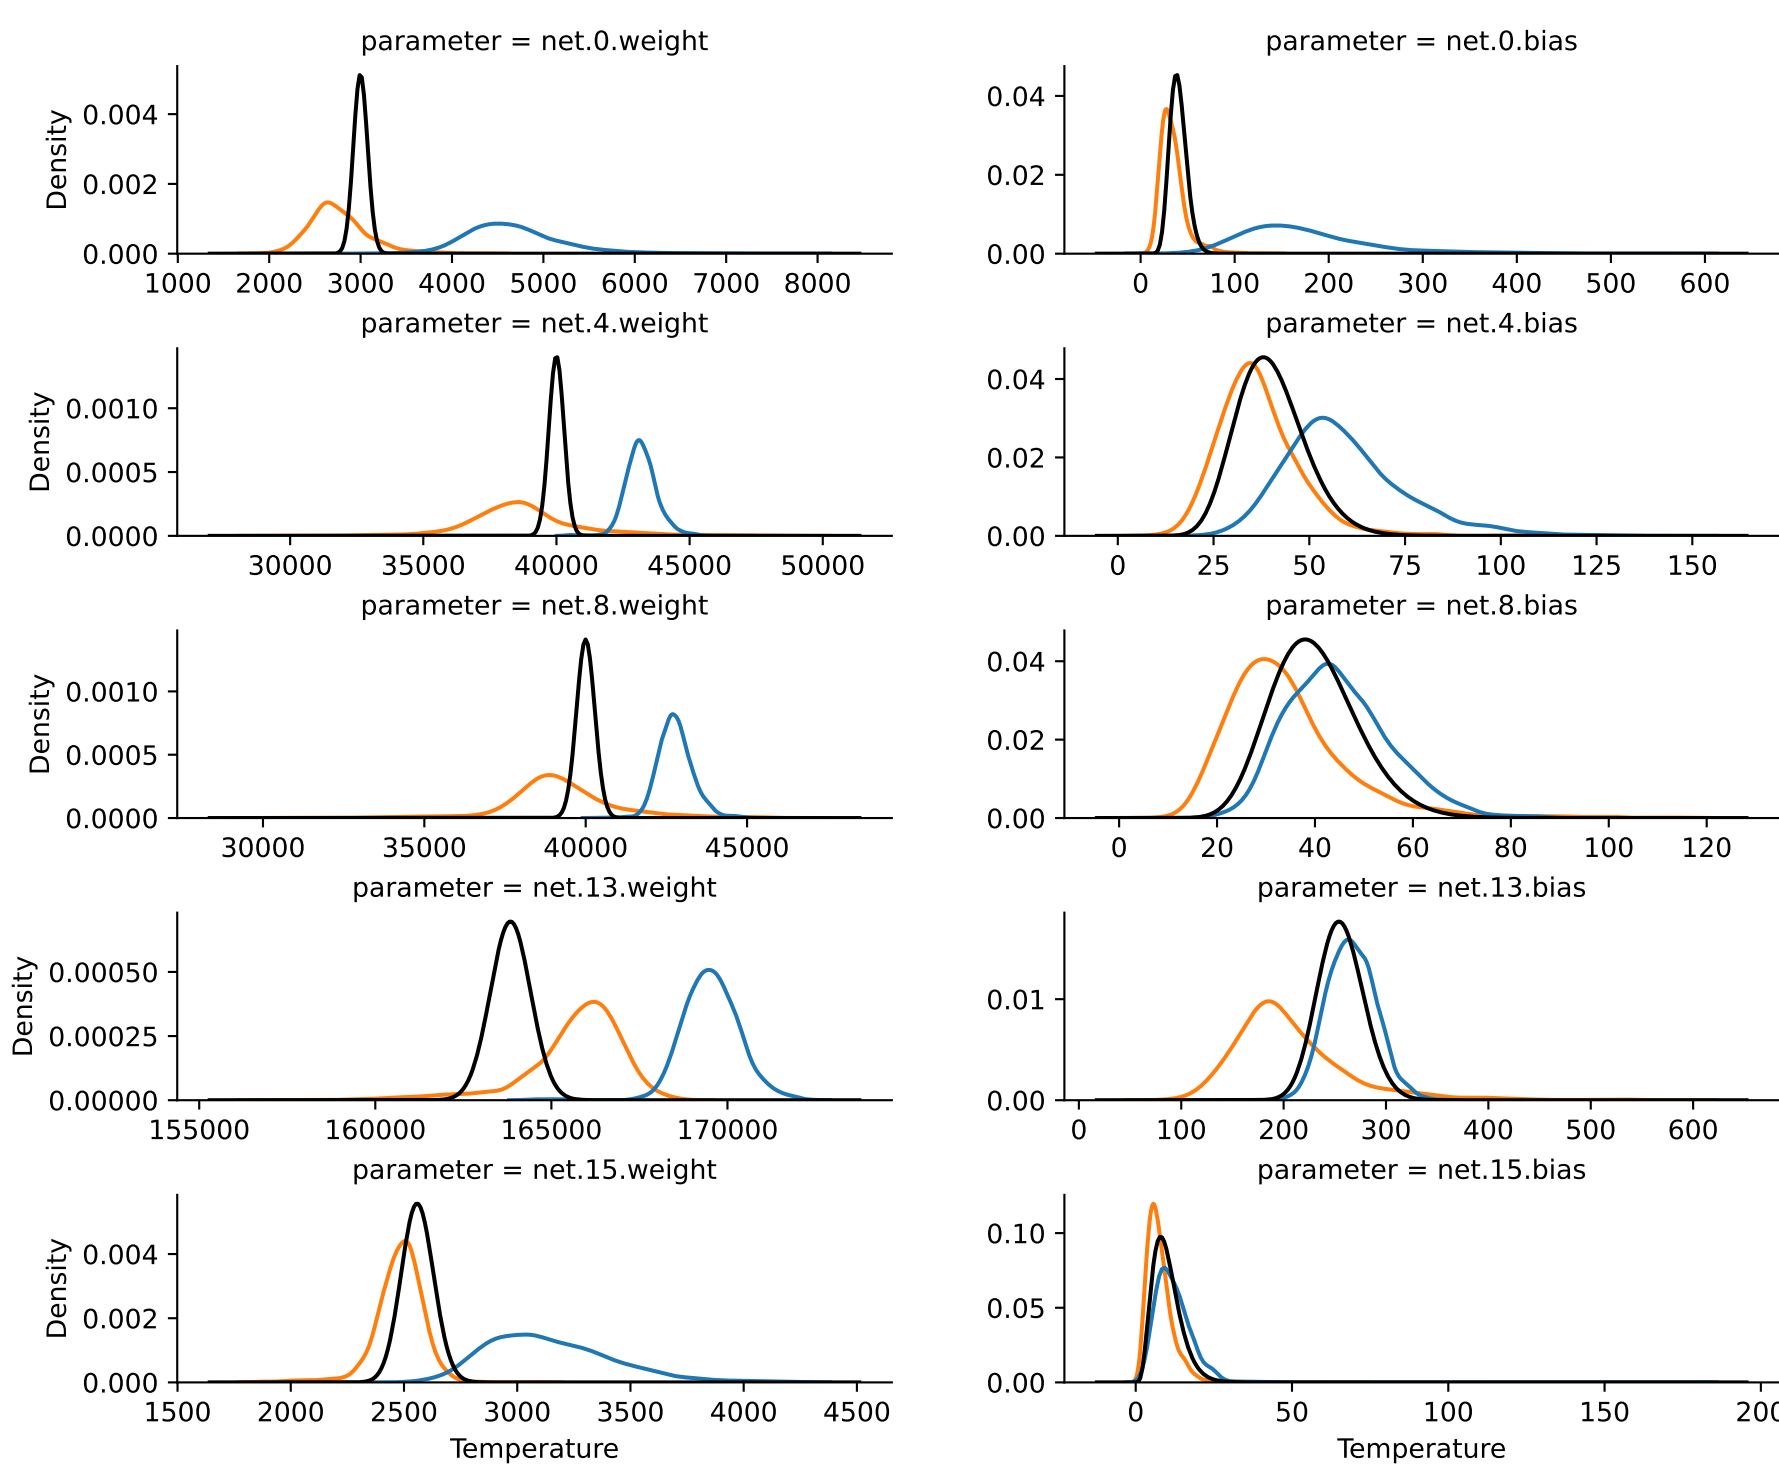 parameter = net.0.weight
parameter = net.0.bias
Density
0.004
0.002
0.000
1000 2000 3000 4000 5000 6000 7000 8000
0.04
0.02
0.00
0 100 200 300 400 500 600
parameter = net.4.weight
parameter = net.4.bias
Density
0.0010
0.0005
0.0000
30000 35000 40000 45000 50000
0.04
0.02
0.00
0 25 50 75 100 125 150
parameter = net.8.weight
parameter = net.8.bias
Density
0.0010
0.0005
0.0000
30000 35000 40000 45000
0.04
0.02
0.00
0 20 40 60 80 100 120
parameter = net.13.weight
parameter = net.13.bias
Density
0.00050
0.00025
0.00000
155000 160000 165000 170000
0.01
0.00
0 100 200 300 400 500 600
parameter = net.15.weight
parameter = net.15.bias
Density
0.004
0.002
0.000
1500 2000 2500 3000 3500 4000 4500
Temperature
0.10
0.05
0.00
0 50 100 150
Temperature